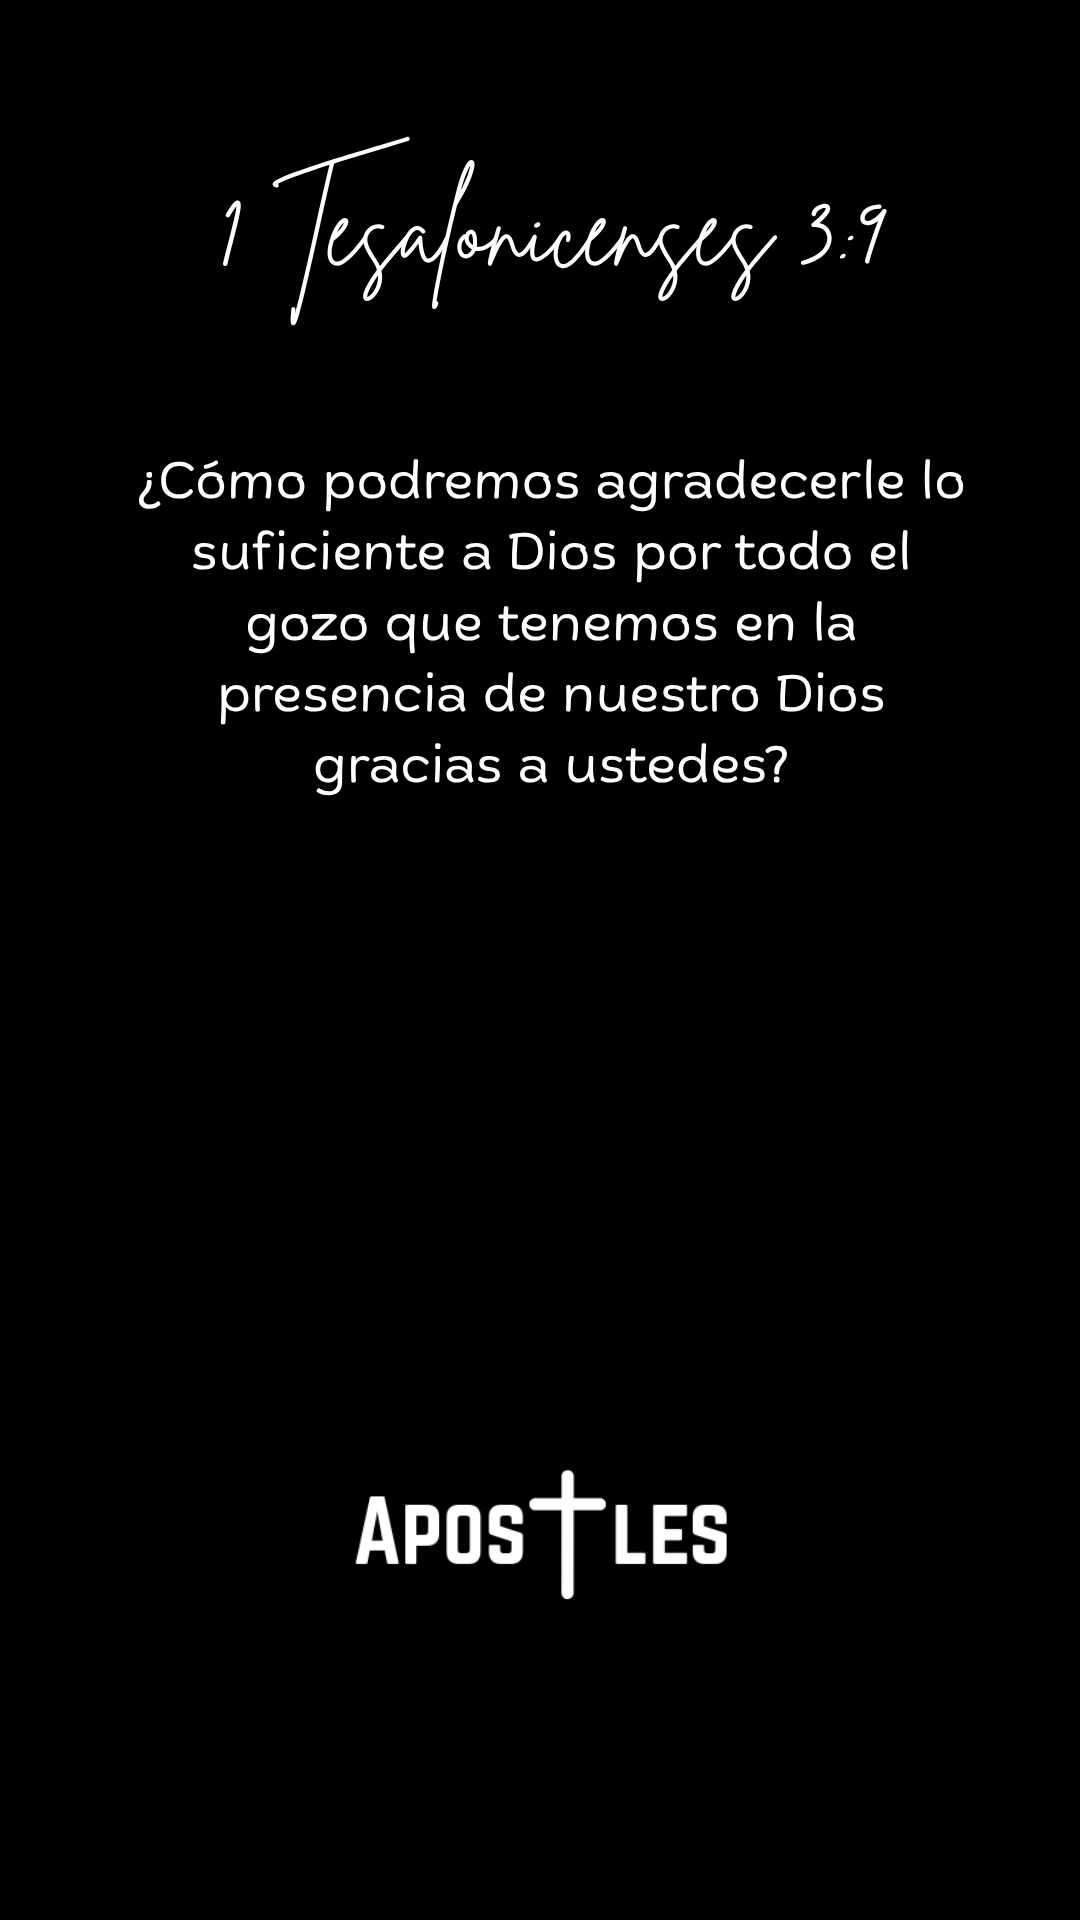 1 Tesalonicenses 3:9
¿Cómo podremos agradecerle lo
suficiente a Dios por todo el
gozo que tenemos en la
presencia de nuestro Dios
gracias a ustedes?
APOSTLES